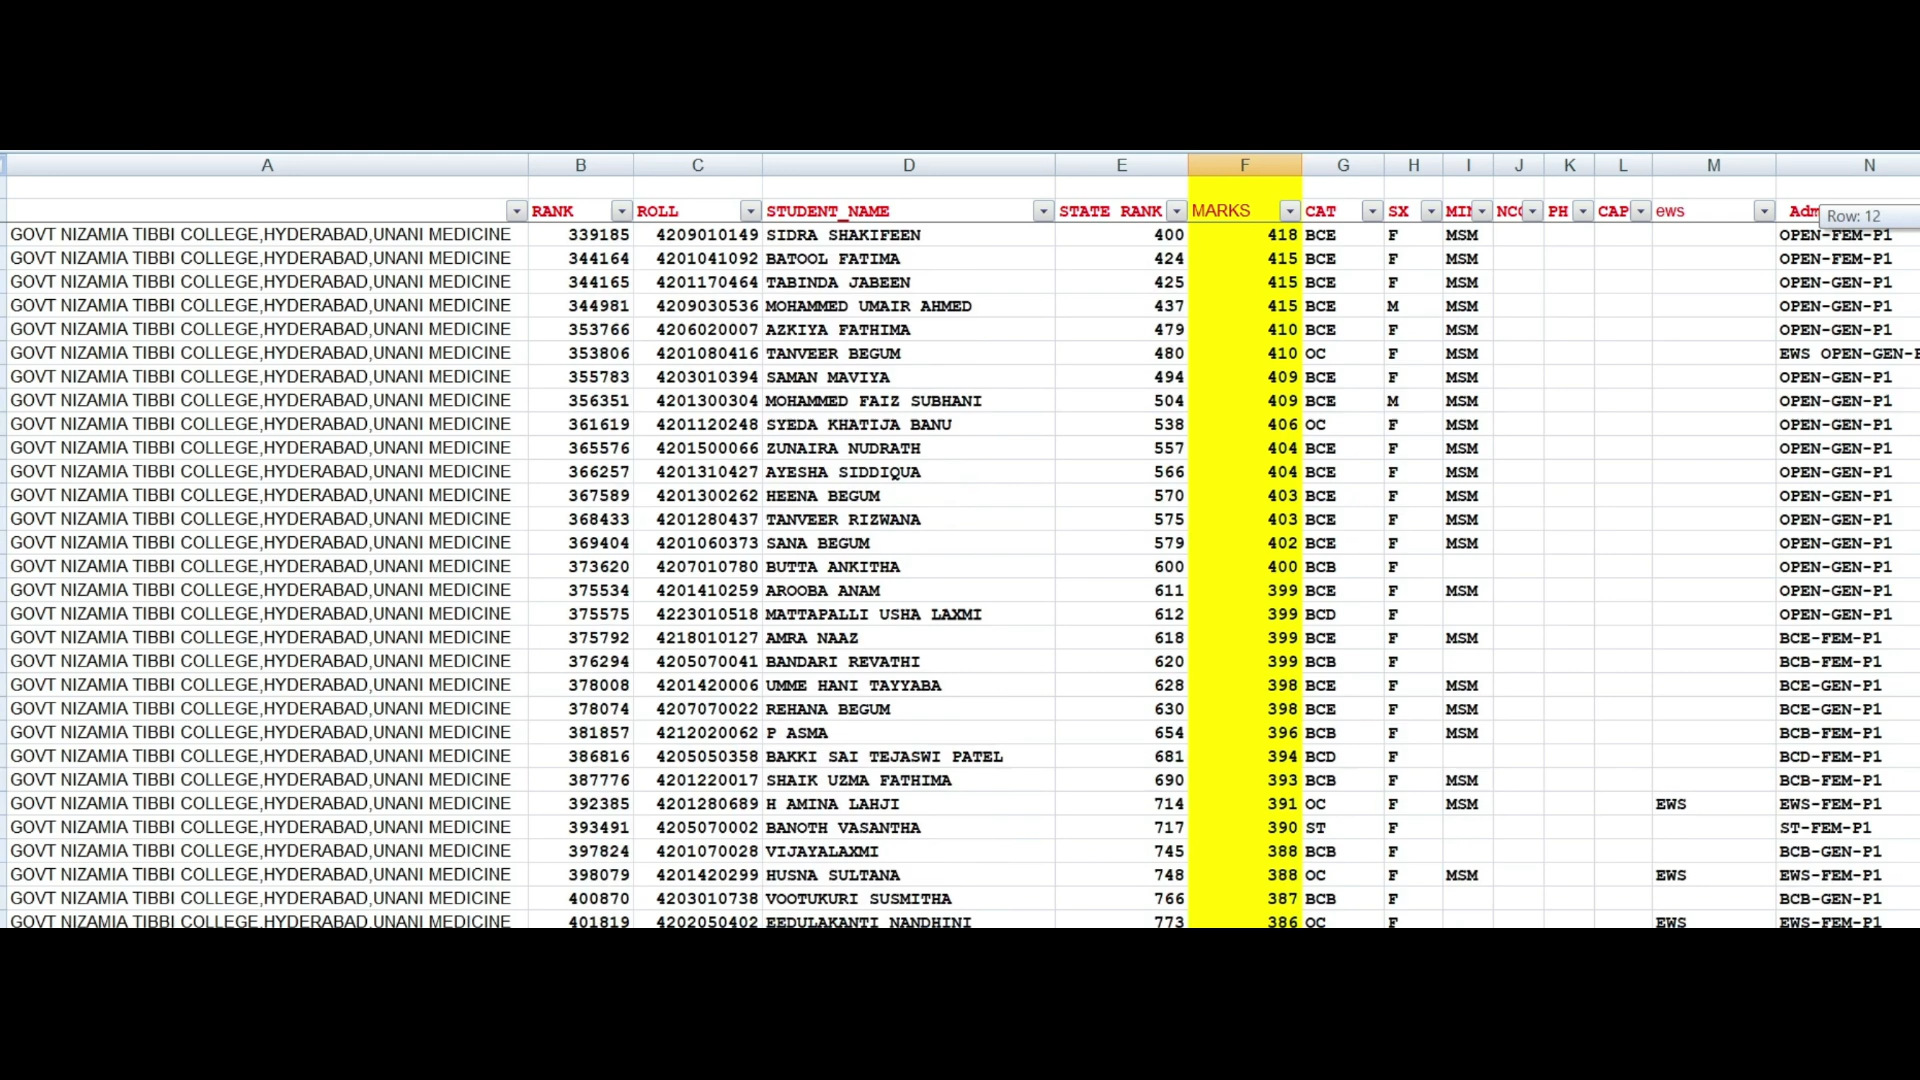 A B C D E F G H I J K L M N
RANK ROLL STUDENT_NAME STATE RANK MARKS CAT SX MIN NCC PH CAP ews Adm Row: 12
GOVT NIZAMIA TIBBI COLLEGE,HYDERABAD,UNANI MEDICINE 339185 4209010149 SIDRA SHAKIFEEN 400 418 BCE F MSM OPEN-FEM-P1
GOVT NIZAMIA TIBBI COLLEGE,HYDERABAD,UNANI MEDICINE 344164 4201041092 BATOOL FATIMA 424 415 BCE F MSM OPEN-FEM-P1
GOVT NIZAMIA TIBBI COLLEGE,HYDERABAD,UNANI MEDICINE 344165 4201170464 TABINDA JABEEN 425 415 BCE F MSM OPEN-GEN-P1
GOVT NIZAMIA TIBBI COLLEGE,HYDERABAD,UNANI MEDICINE 344981 4209030536 MOHAMMED UMAIR AHMED 437 415 BCE M MSM OPEN-GEN-P1
GOVT NIZAMIA TIBBI COLLEGE,HYDERABAD,UNANI MEDICINE 353766 4206020007 AZKIYA FATHIMA 479 410 BCE F MSM OPEN-GEN-P1
GOVT NIZAMIA TIBBI COLLEGE,HYDERABAD,UNANI MEDICINE 353806 4201080416 TANVEER BEGUM 480 410 OC F MSM EWS OPEN-GEN-
GOVT NIZAMIA TIBBI COLLEGE,HYDERABAD,UNANI MEDICINE 355783 4203010394 SAMAN MAVIYA 494 409 BCE F MSM OPEN-GEN-P1
GOVT NIZAMIA TIBBI COLLEGE,HYDERABAD,UNANI MEDICINE 356351 4201300304 MOHAMMED FAIZ SUBHANI 504 409 BCE M MSM OPEN-GEN-P1
GOVT NIZAMIA TIBBI COLLEGE,HYDERABAD,UNANI MEDICINE 361619 4201120248 SYEDA KHATIJA BANU 538 406 OC F MSM OPEN-GEN-P1
GOVT NIZAMIA TIBBI COLLEGE,HYDERABAD,UNANI MEDICINE 365576 4201500066 ZUNAIRA NUDRATH 557 404 BCE F MSM OPEN-GEN-P1
GOVT NIZAMIA TIBBI COLLEGE,HYDERABAD,UNANI MEDICINE 366257 4201310427 AYESHA SIDDIQUA 566 404 BCE F MSM OPEN-GEN-P1
GOVT NIZAMIA TIBBI COLLEGE,HYDERABAD,UNANI MEDICINE 367589 4201300262 HEENA BEGUM 570 403 BCE F MSM OPEN-GEN-P1
GOVT NIZAMIA TIBBI COLLEGE,HYDERABAD,UNANI MEDICINE 368433 4201280437 TANVEER RIZWANA 575 403 BCE F MSM OPEN-GEN-P1
GOVT NIZAMIA TIBBI COLLEGE,HYDERABAD,UNANI MEDICINE 369404 4201060373 SANA BEGUM 579 402 BCE F MSM OPEN-GEN-P1
GOVT NIZAMIA TIBBI COLLEGE,HYDERABAD,UNANI MEDICINE 373620 4207010780 BUTTA ANKITHA 600 400 BCB F OPEN-GEN-P1
GOVT NIZAMIA TIBBI COLLEGE,HYDERABAD,UNANI MEDICINE 375534 4201410259 AROOBA ANAM 611 399 BCE F MSM OPEN-GEN-P1
GOVT NIZAMIA TIBBI COLLEGE,HYDERABAD,UNANI MEDICINE 375575 4223010518 MATTAPALLI USHA LAXMI 612 399 BCD F OPEN-GEN-P1
GOVT NIZAMIA TIBBI COLLEGE,HYDERABAD,UNANI MEDICINE 375792 4218010127 AMRA NAAZ 618 399 BCE F MSM BCE-FEM-P1
GOVT NIZAMIA TIBBI COLLEGE,HYDERABAD,UNANI MEDICINE 376294 4205070041 BANDARI REVATHI 620 399 BCB F BCB-FEM-P1
GOVT NIZAMIA TIBBI COLLEGE,HYDERABAD,UNANI MEDICINE 378008 4201420006 UMME HANI TAYYABA 628 398 BCE F MSM BCE-GEN-P1
GOVT NIZAMIA TIBBI COLLEGE,HYDERABAD,UNANI MEDICINE 378074 4207070022 REHANA BEGUM 630 398 BCE F MSM BCE-GEN-P1
GOVT NIZAMIA TIBBI COLLEGE,HYDERABAD,UNANI MEDICINE 381857 4212020062 P ASMA 654 396 BCB F MSM BCB-FEM-P1
GOVT NIZAMIA TIBBI COLLEGE,HYDERABAD,UNANI MEDICINE 386816 4205050358 BAKKI SAI TEJASWI PATEL 681 394 BCD F BCD-FEM-P1
GOVT NIZAMIA TIBBI COLLEGE,HYDERABAD,UNANI MEDICINE 387776 4201220017 SHAIK UZMA FATHIMA 690 393 BCB F MSM BCB-FEM-P1
GOVT NIZAMIA TIBBI COLLEGE,HYDERABAD,UNANI MEDICINE 392385 4201280689 H AMINA LAHJI 714 391 OC F MSM EWS EWS-FEM-P1
GOVT NIZAMIA TIBBI COLLEGE,HYDERABAD,UNANI MEDICINE 393491 4205070002 BANOTH VASANTHA 717 390 ST F ST-FEM-P1
GOVT NIZAMIA TIBBI COLLEGE,HYDERABAD,UNANI MEDICINE 397824 4201070028 VIJAYALAXMI 745 388 BCB F BCB-GEN-P1
GOVT NIZAMIA TIBBI COLLEGE,HYDERABAD,UNANI MEDICINE 398079 4201420299 HUSNA SULTANA 748 388 OC F MSM EWS EWS-FEM-P1
GOVT NIZAMIA TIBBI COLLEGE,HYDERABAD,UNANI MEDICINE 400870 4203010738 VOOTUKURI SUSMITHA 766 387 BCB F BCB-GEN-P1
GOVT NIZAMIA TIBBI COLLEGE,HYDERABAD,UNANI MEDICINE 401819 4202050402 EEDULAKANTI NANDHINI 773 386 OC F EWS EWS-FEM-P1